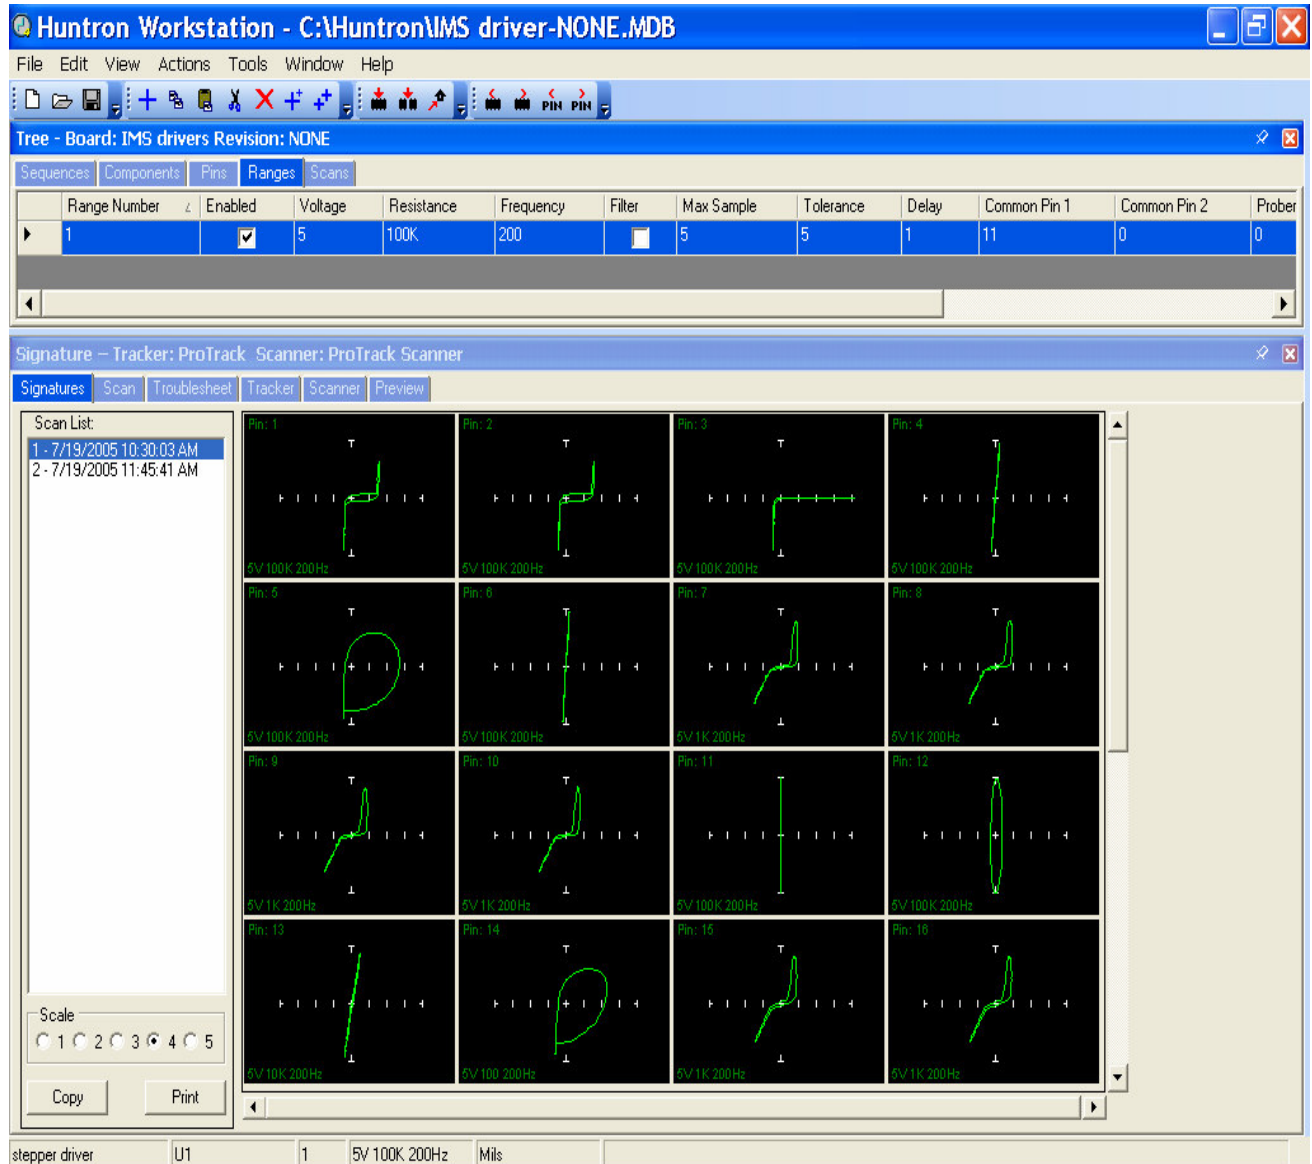 Huntron Workstation - C:\Huntron\IMS driver-NONE.MDB
File Edit View Actions Tools Window Help
PIN PIN
Tree - Board: IMS drivers Revision: NONE
Sequences Components Pins Ranges Scans
Range Number Enabled Voltage Resistance Frequency Filter Max Sample Tolerance Delay Common Pin 1 Common Pin 2 Prober
1 5 100K 200 5 5 1 11 0 0
Signature – Tracker: ProTrack Scanner: ProTrack Scanner
Signatures Scan Troublesheet Tracker Scanner Preview
Scan List:
1 - 7/19/2005 10:30:03 AM
2 - 7/19/2005 11:45:41 AM
Pin: 1 Pin: 2 Pin: 3 Pin: 4
5V 100K 200Hz 5V 100K 200Hz 5V 100K 200Hz 5V 100K 200Hz
Pin: 5 Pin: 6 Pin: 7 Pin: 8
5V 100K 200Hz 5V 100K 200Hz 5V 1K 200Hz 5V 1K 200Hz
Pin: 9 Pin: 10 Pin: 11 Pin: 12
5V 1K 200Hz 5V 1K 200Hz 5V 100K 200Hz 5V 100K 200Hz
Pin: 13 Pin: 14 Pin: 15 Pin: 16
5V 10K 200Hz 5V 100 200Hz 5V 1K 200Hz 5V 1K 200Hz
Scale
1 2 3 4 5
Copy Print
stepper driver U1 1 5V 100K 200Hz Mils